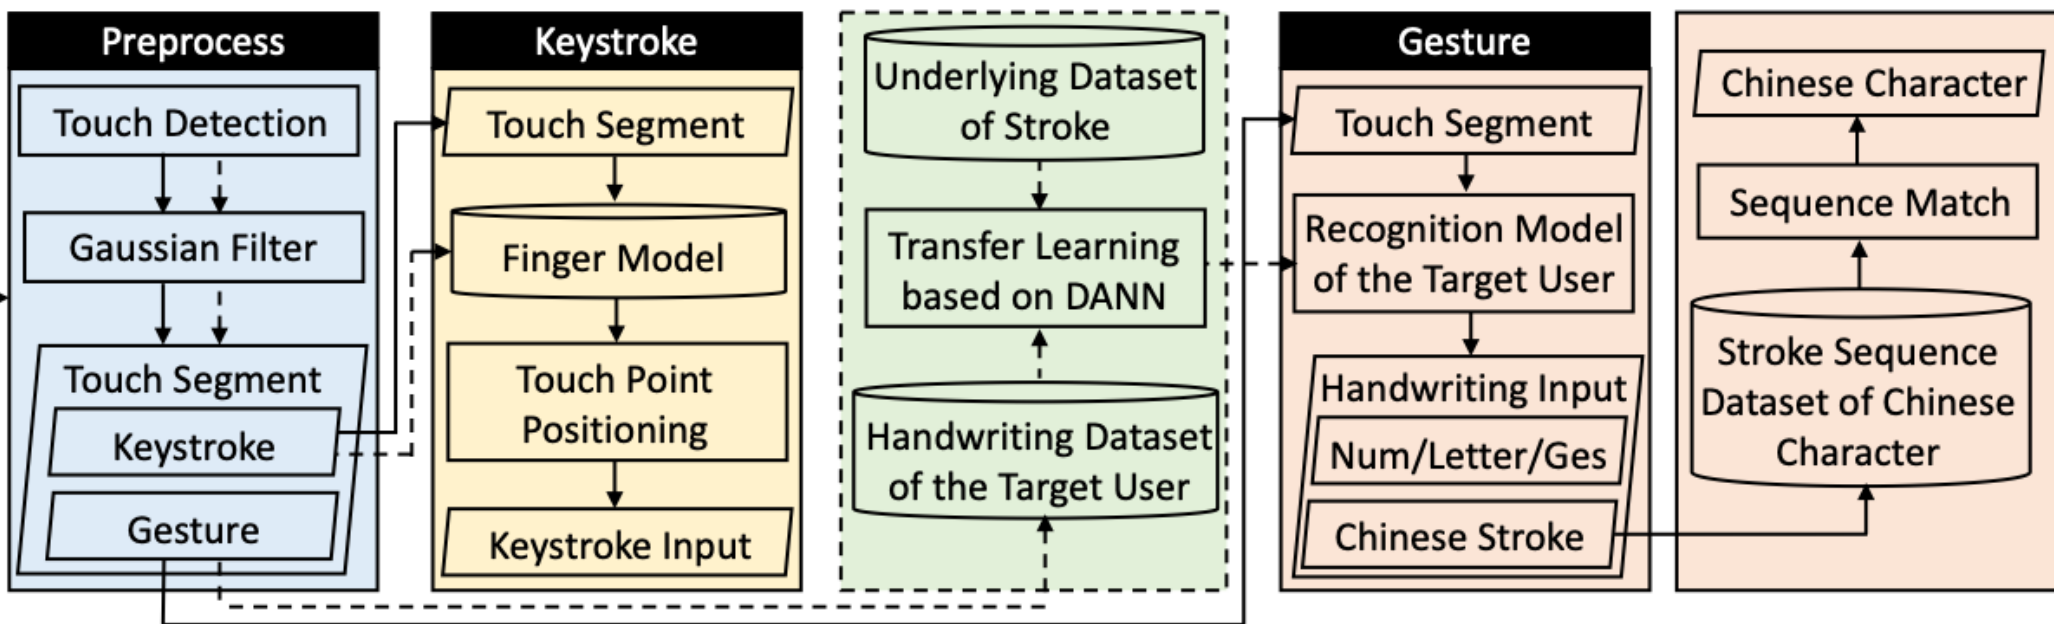 Preprocess
Touch Detection
Gaussian Filter
Touch Segment
Keystroke
Gesture
Keystroke
Touch Segment
Finger Model
Touch Point
Positioning
Keystroke Input
Underlying Dataset
of Stroke
Transfer Learning
based on DANN
Handwriting Dataset
of the Target User
Gesture
Touch Segment
Recognition Model
of the Target User
Handwriting Input
Num/Letter/Ges
Chinese Stroke
Chinese Character
Sequence Match
Stroke Sequence
Dataset of Chinese
Character